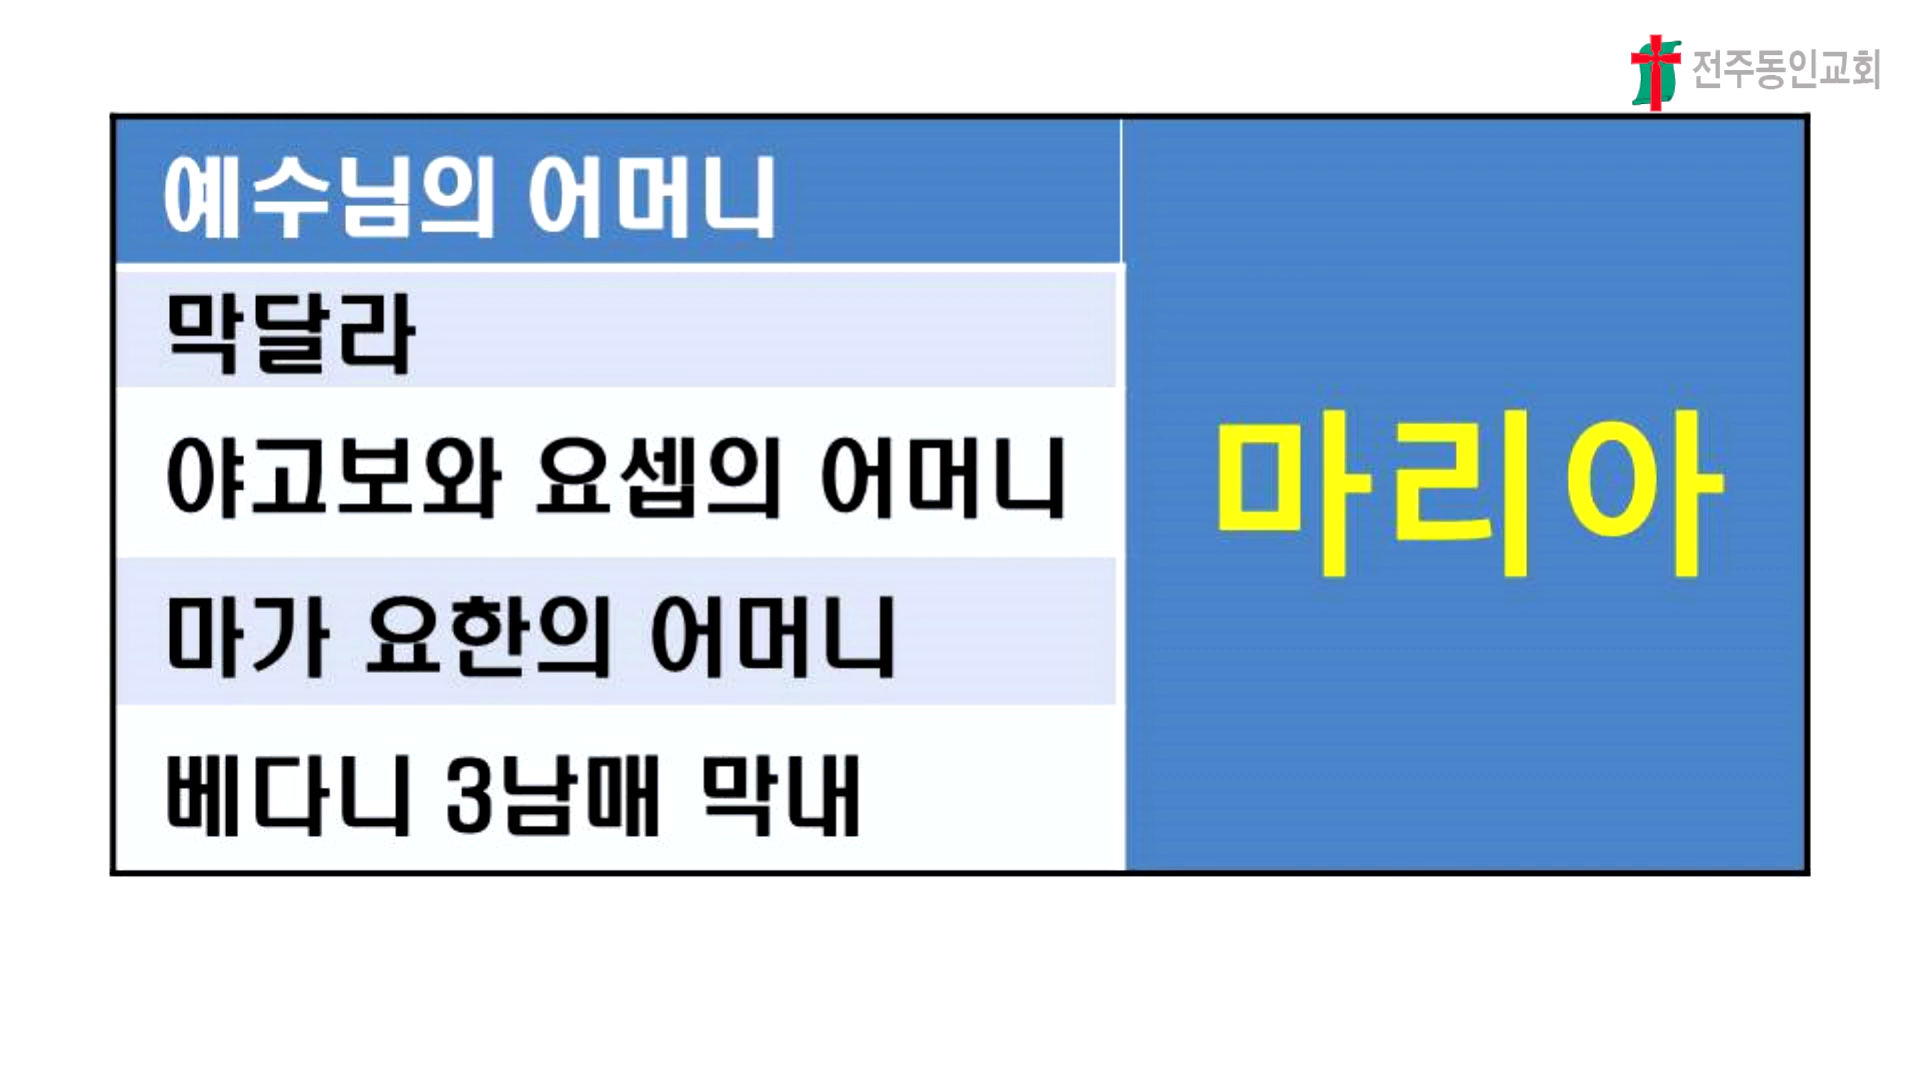 전주동인교회
예수님의 어머니
막달라
야고보와 요셉의 어머니
마리아
마가 요한의 어머니
베다니 3남매 막내